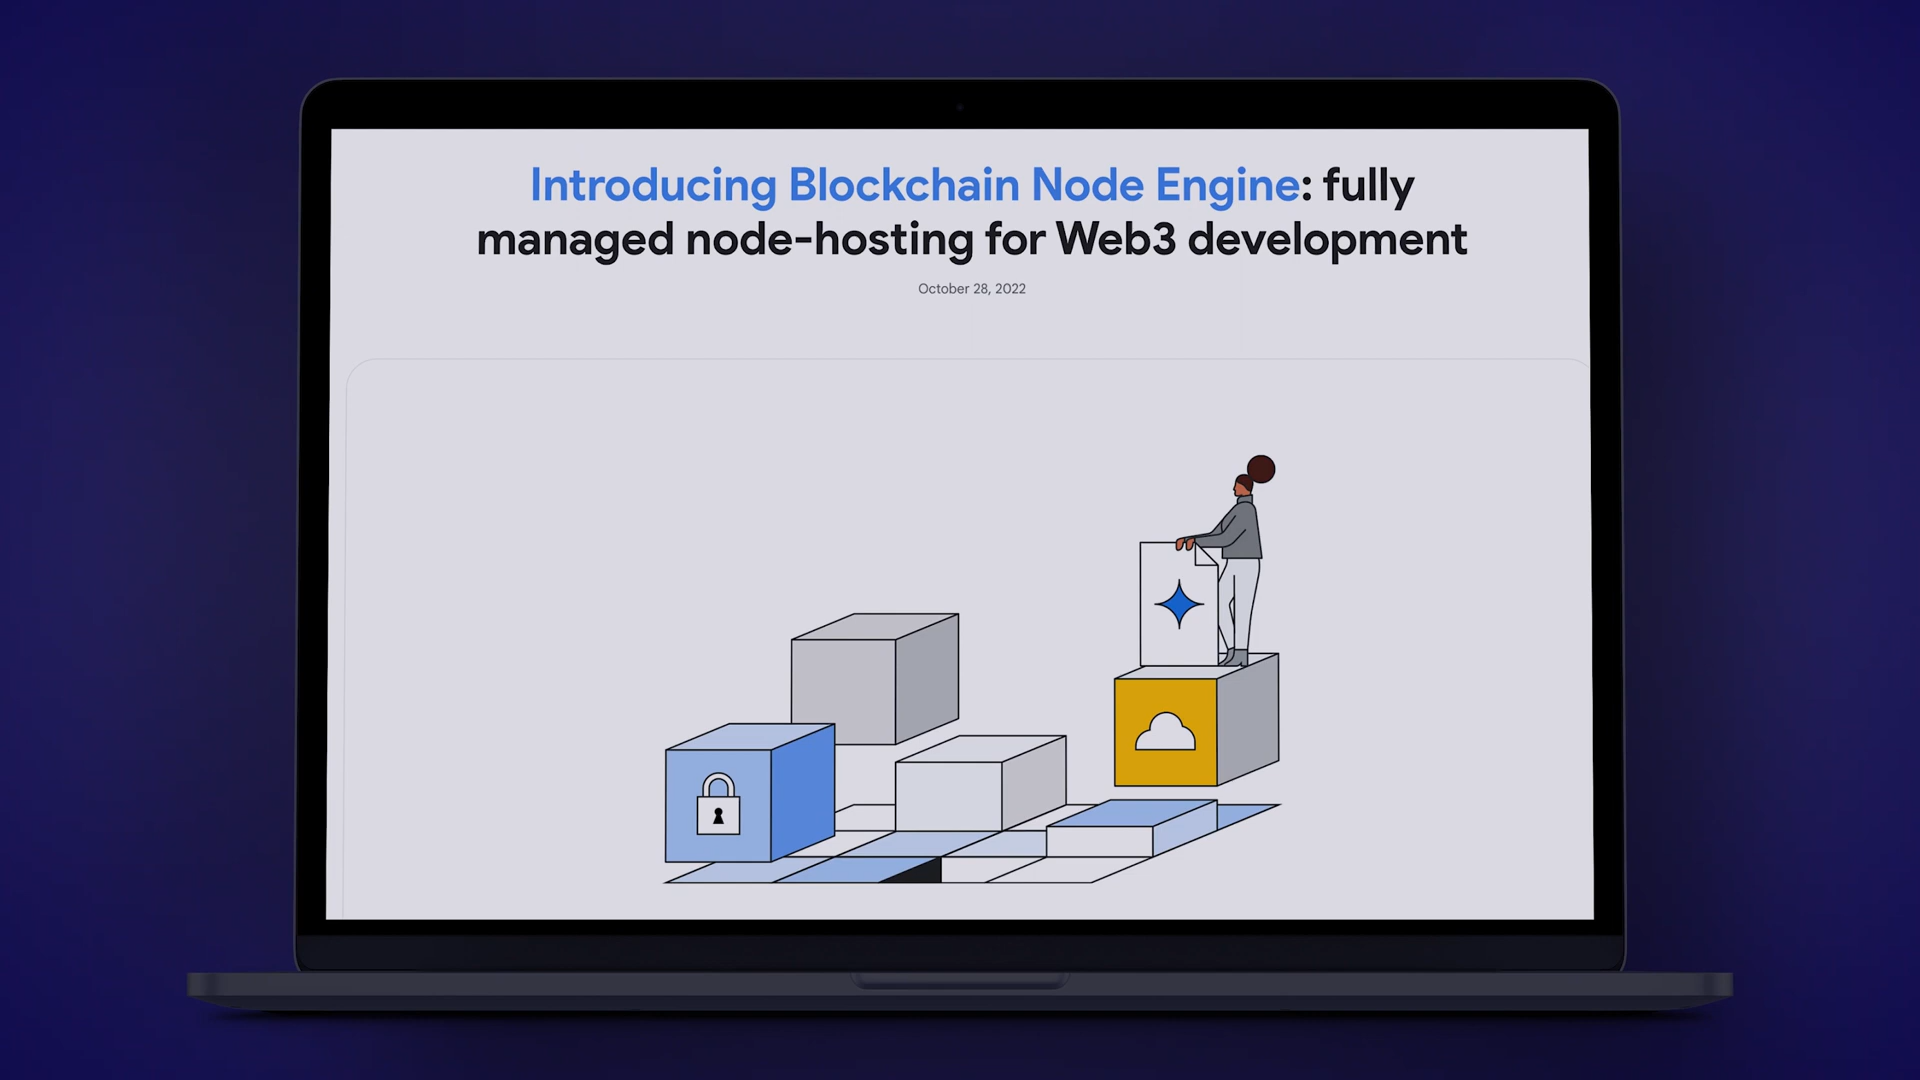 Introducing Blockchain Node Engine: fully
managed node-hosting for Web3 development
October 28, 2022